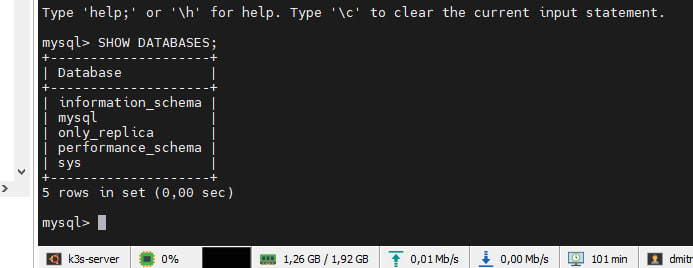 Type 'help;' or '\h' for help. Type '\c' to clear the current input statement.
mysql> SHOW DATABASES;
+--------------------+
| Database           |
+--------------------+
| information_schema |
| mysql              |
| only_replica       |
| performance_schema |
| sys                |
+--------------------+
5 rows in set (0,00 sec)
mysql>
k3s-server 0% 1,26 GB / 1,92 GB 0,01 Mb/s 0,00 Mb/s 101 min dmitr